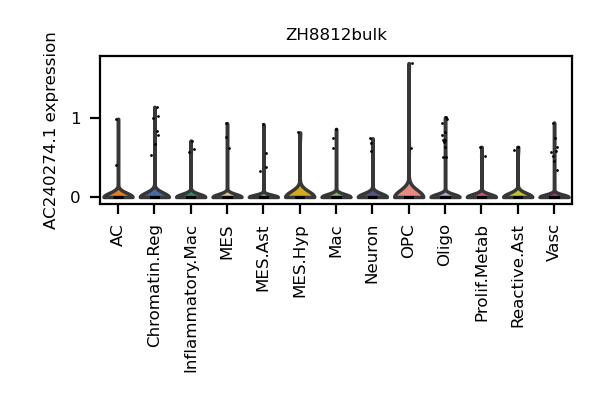 ZH8812bulk
AC240274.1 expression
1
0
AC
Chromatin.Reg
Inflammatory.Mac
MES
MES.Ast
MES.Hyp
Mac
Neuron
OPC
Oligo
Prolif.Metab
Reactive.Ast
Vasc